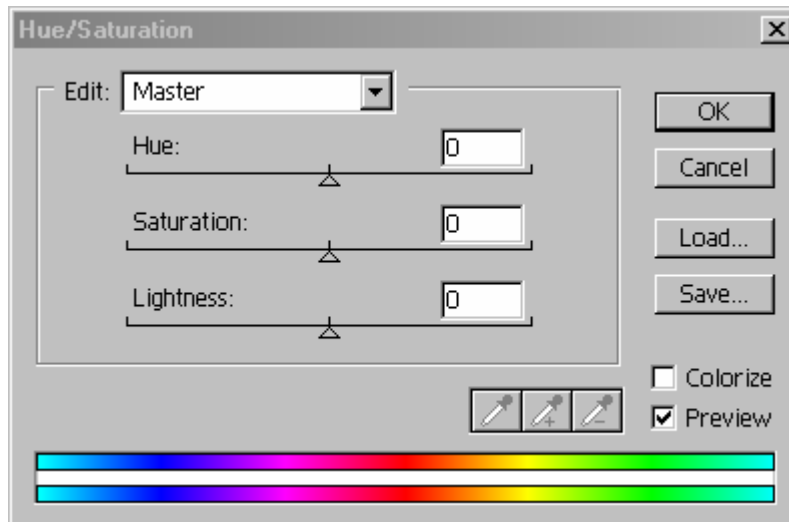 Hue/Saturation
Edit: Master
Hue: 0
Saturation: 0
Lightness: 0
OK
Cancel
Load...
Save...
Colorize
Preview